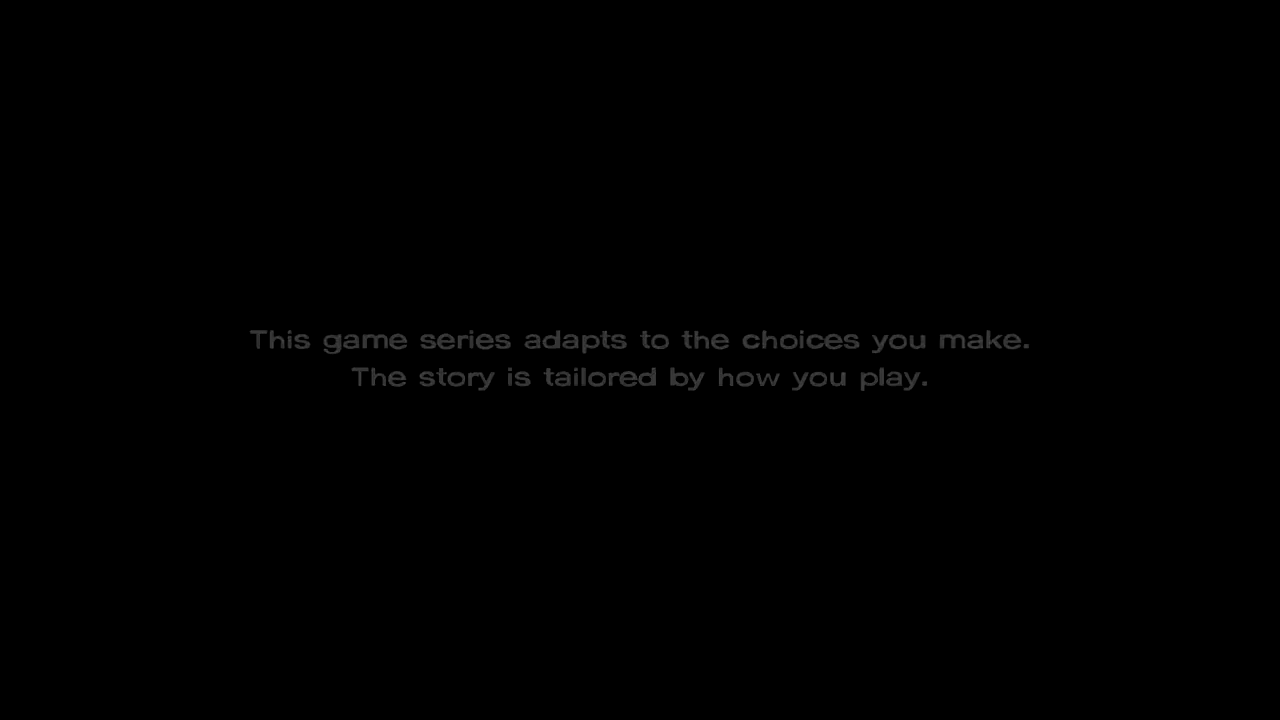 This game series adapts to the choices you make.
The story is tailored by how you play.